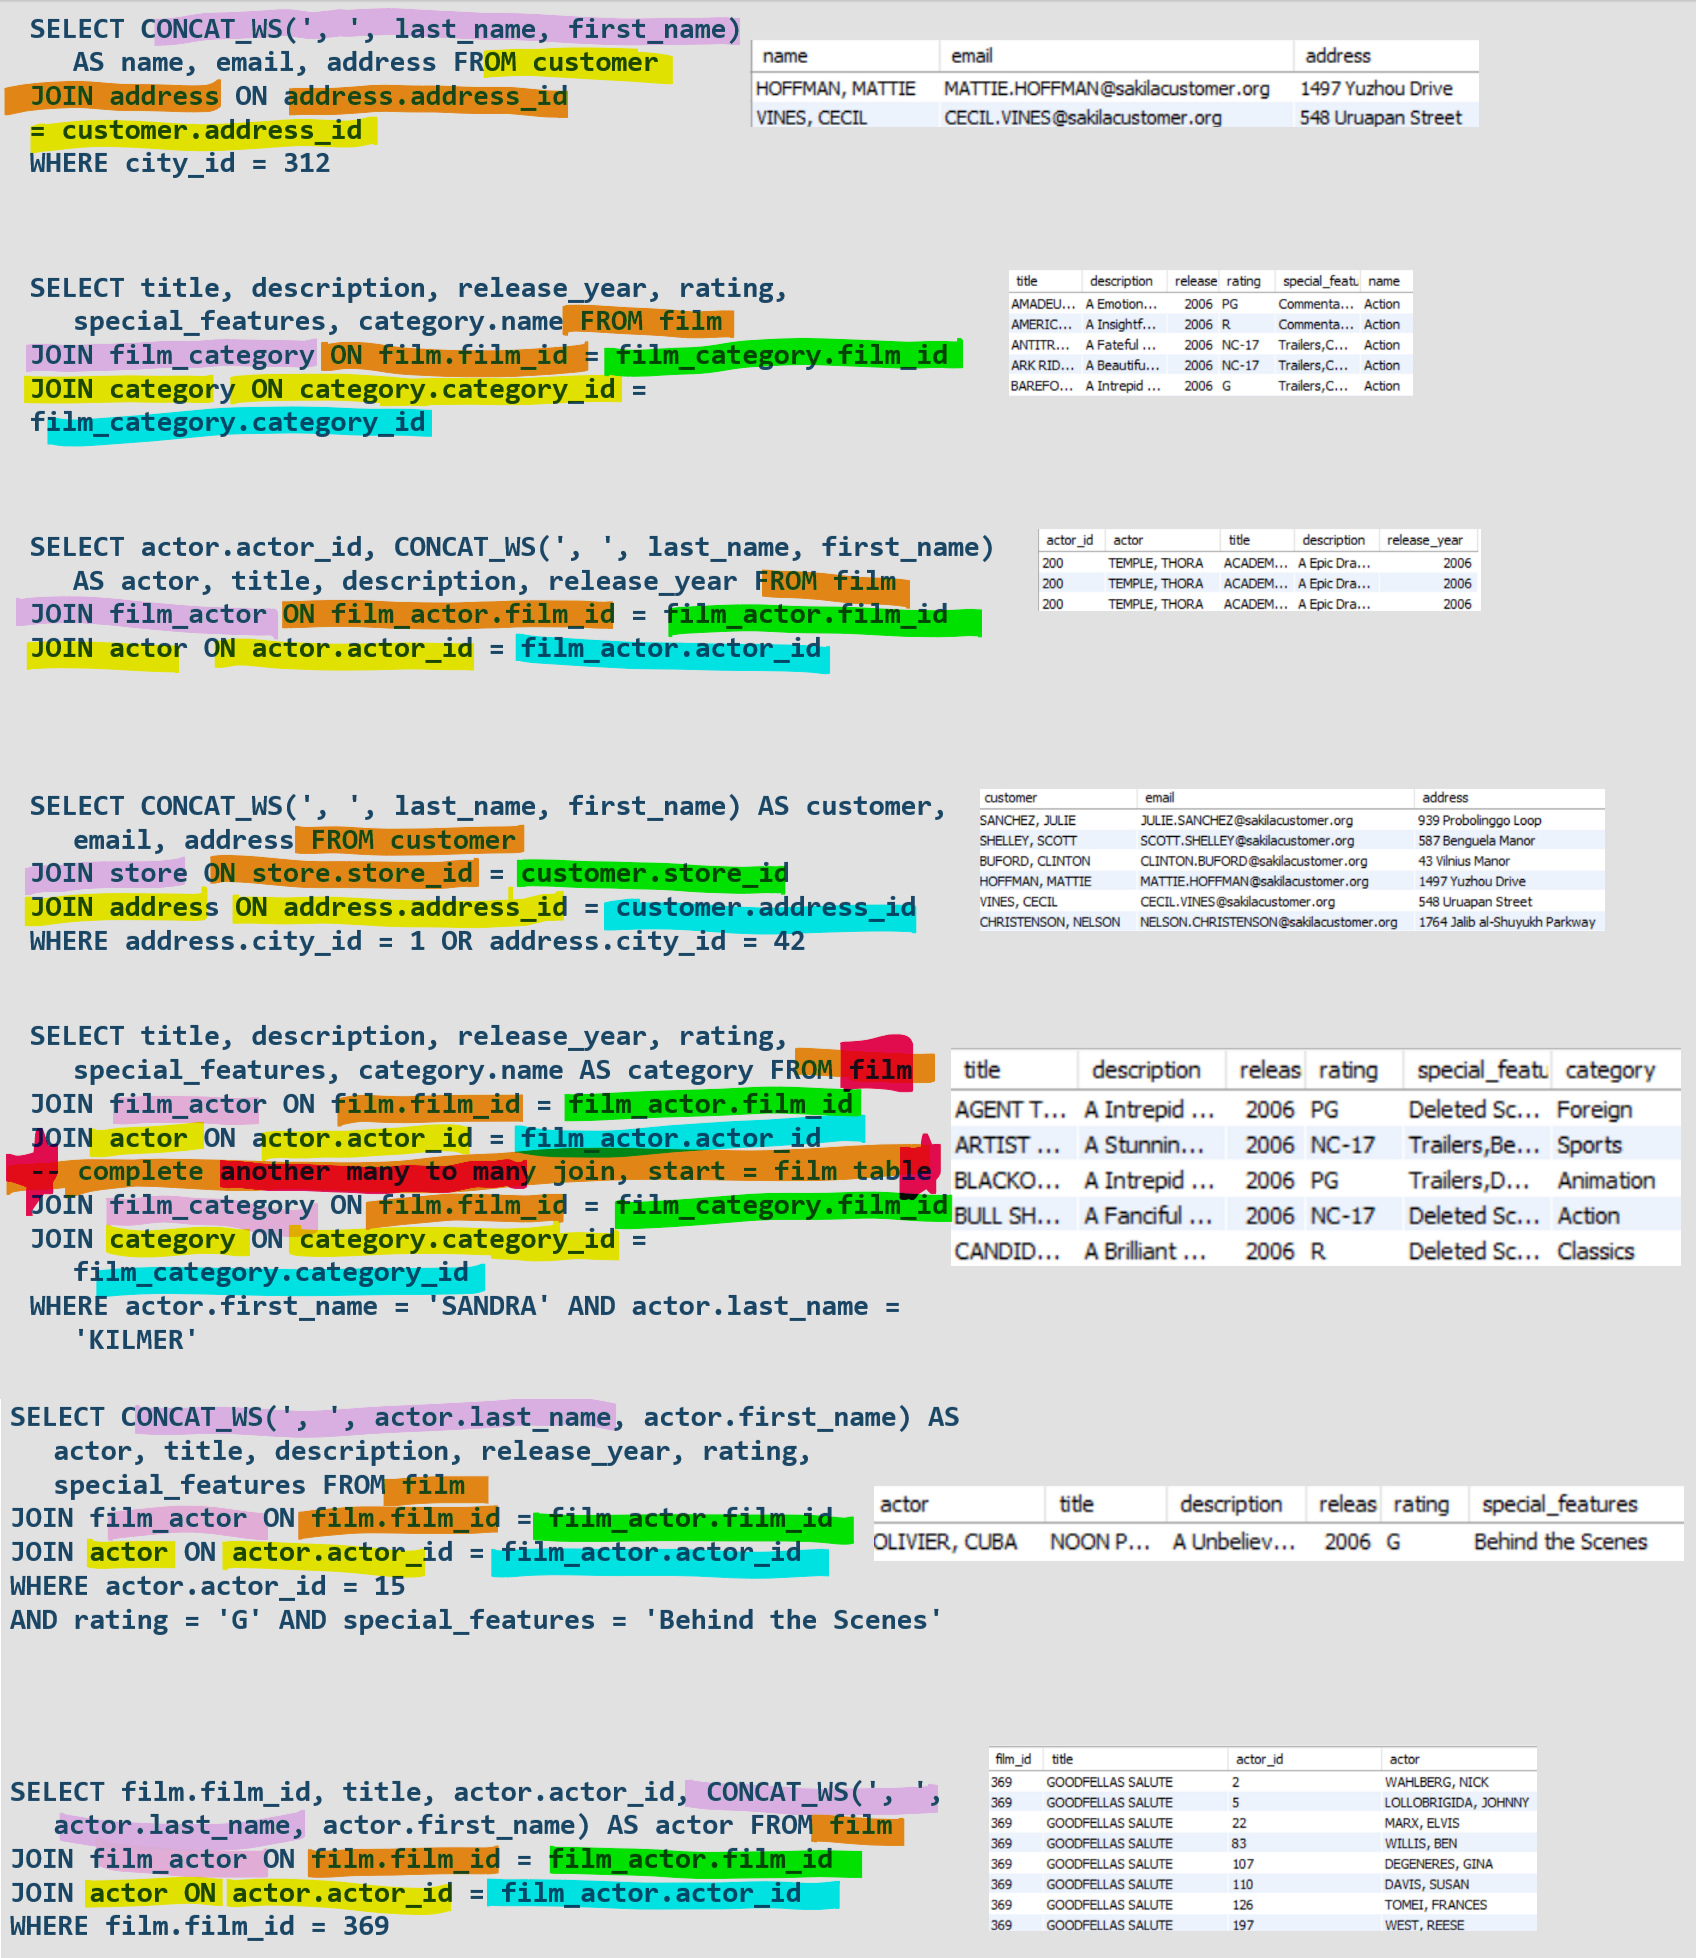 SELECT CONCAT_WS(', ', last_name, first_name)
AS name, email, address FROM customer
JOIN address ON address.address_id
= customer.address_id
WHERE city_id = 312
name email address
HOFFMAN, MATTIE MATTIE.HOFFMAN@sakilacustomer.org 1497 Yuzhou Drive
VINES, CECIL CECIL.VINES@sakilacustomer.org 548 Uruapan Street
SELECT title, description, release_year, rating,
special_features, category.name FROM film
JOIN film_category ON film.film_id = film_category.film_id
JOIN category ON category.category_id =
film_category.category_id
title description release rating special_featu name
AMADEU... A Emotion... 2006 PG Commenta... Action
AMERIC... A Insightf... 2006 R Commenta... Action
ANTITR... A Fateful ... 2006 NC-17 Trailers,C... Action
ARK RID... A Beautifu... 2006 NC-17 Trailers,C... Action
BAREFO... A Intrepid ... 2006 G Trailers,C... Action
SELECT actor.actor_id, CONCAT_WS(', ', last_name, first_name)
AS actor, title, description, release_year FROM film
JOIN film_actor ON film_actor.film_id = film_actor.film_id
JOIN actor ON actor.actor_id = film_actor.actor_id
actor_id actor title description release_year
200 TEMPLE, THORA ACADEM... A Epic Dra... 2006
200 TEMPLE, THORA ACADEM... A Epic Dra... 2006
200 TEMPLE, THORA ACADEM... A Epic Dra... 2006
SELECT CONCAT_WS(', ', last_name, first_name) AS customer,
email, address FROM customer
JOIN store ON store.store_id = customer.store_id
JOIN address ON address.address_id = customer.address_id
WHERE address.city_id = 1 OR address.city_id = 42
customer email address
SANCHEZ, JULIE JULIE.SANCHEZ@sakilacustomer.org 939 Probolinggo Loop
SHELLEY, SCOTT SCOTT.SHELLEY@sakilacustomer.org 587 Benguela Manor
BUFORD, CLINTON CLINTON.BUFORD@sakilacustomer.org 43 Vilnius Manor
HOFFMAN, MATTIE MATTIE.HOFFMAN@sakilacustomer.org 1497 Yuzhou Drive
VINES, CECIL CECIL.VINES@sakilacustomer.org 548 Uruapan Street
CHRISTENSON, NELSON NELSON.CHRISTENSON@sakilacustomer.org 1764 Jalib al-Shuyukh Parkway
SELECT title, description, release_year, rating,
special_features, category.name AS category FROM film
JOIN film_actor ON film.film_id = film_actor.film_id
JOIN actor ON actor.actor_id = film_actor.actor_id
-- complete another many to many join, start = film table
JOIN film_category ON film.film_id = film_category.film_id
JOIN category ON category.category_id =
film_category.category_id
WHERE actor.first_name = 'SANDRA' AND actor.last_name =
'KILMER'
title description releas rating special_featu category
AGENT T... A Intrepid ... 2006 PG Deleted Sc... Foreign
ARTIST ... A Stunnin... 2006 NC-17 Trailers,Be... Sports
BLACKO... A Intrepid ... 2006 PG Trailers,D... Animation
BULL SH... A Fanciful ... 2006 NC-17 Deleted Sc... Action
CANDID... A Brilliant ... 2006 R Deleted Sc... Classics
SELECT CONCAT_WS(', ', actor.last_name, actor.first_name) AS
actor, title, description, release_year, rating,
special_features FROM film
JOIN film_actor ON film.film_id = film_actor.film_id
JOIN actor ON actor.actor_id = film_actor.actor_id
WHERE actor.actor_id = 15
AND rating = 'G' AND special_features = 'Behind the Scenes'
actor title description releas rating special_features
OLIVIER, CUBA NOON P... A Unbeliev... 2006 G Behind the Scenes
SELECT film.film_id, title, actor.actor_id, CONCAT_WS(', ',
actor.last_name, actor.first_name) AS actor FROM film
JOIN film_actor ON film.film_id = film_actor.film_id
JOIN actor ON actor.actor_id = film_actor.actor_id
WHERE film.film_id = 369
film_id title actor_id actor
369 GOODFELLAS SALUTE 2 WAHLBERG, NICK
369 GOODFELLAS SALUTE 5 LOLLOBRIGIDA, JOHNNY
369 GOODFELLAS SALUTE 22 MARX, ELVIS
369 GOODFELLAS SALUTE 83 WILLIS, BEN
369 GOODFELLAS SALUTE 107 DEGENERES, GINA
369 GOODFELLAS SALUTE 110 DAVIS, SUSAN
369 GOODFELLAS SALUTE 126 TOMEI, FRANCES
369 GOODFELLAS SALUTE 197 WEST, REESE